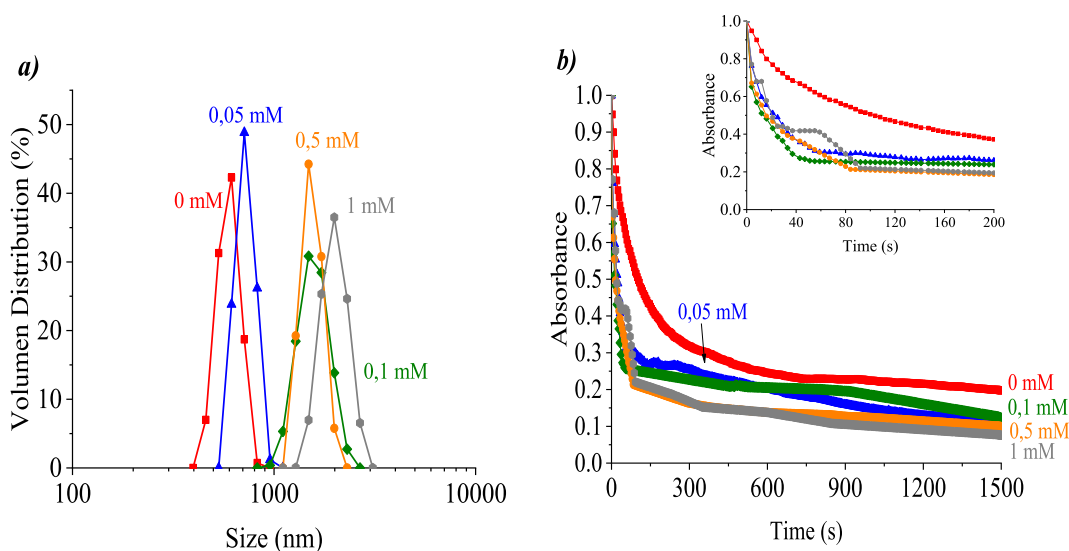 a)
Volumen Distribution (%)
50
40
30
20
10
0
0 mM
0,05 mM
0,5 mM
1 mM
0,1 mM
100
1000
10000
Size (nm)
b)
Absorbance
1.0
0.9
0.8
0.7
0.6
0.5
0.4
0.3
0.2
0.1
0.0
0,05 mM
0 mM
0,1 mM
0,5 mM
1 mM
0
300
600
900
1200
1500
Time (s)
Absorbance
1.0
0.8
0.6
0.4
0.2
0.0
0
40
80
120
160
200
Time (s)